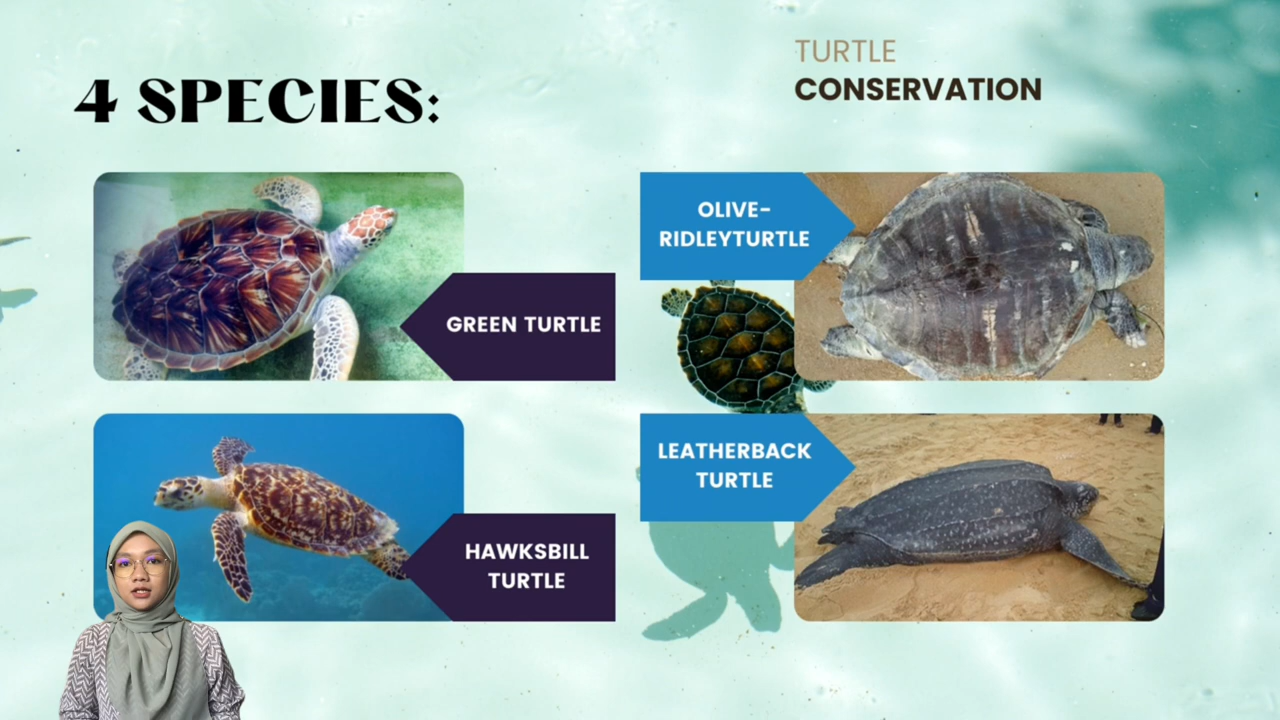 4 SPECIES:
TURTLE
CONSERVATION
GREEN TURTLE
OLIVE-
RIDLEYTURTLE
HAWKSBILL
TURTLE
LEATHERBACK
TURTLE